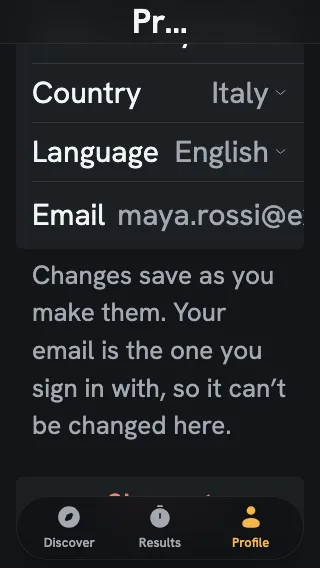 Pr...
Country Italy
Language English
Email maya.rossi@e
Changes save as you
make them. Your
email is the one you
sign in with, so it can’t
be changed here.
Discover Results Profile